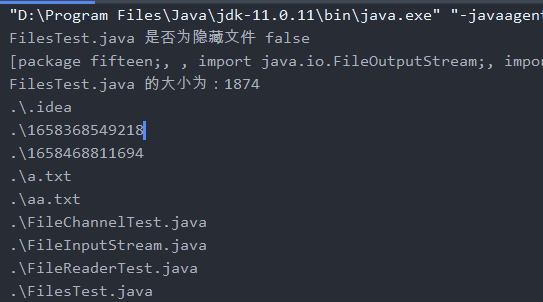 "D:\Program Files\Java\jdk-11.0.11\bin\java.exe" "-javaagent
FilesTest.java 是否为隐藏文件 false
[package fifteen;, , import java.io.FileOutputStream;, impor
FilesTest.java 的大小为：1874
.\.idea
.\1658368549218
.\1658468811694
.\a.txt
.\aa.txt
.\FileChannelTest.java
.\FileInputStream.java
.\FileReaderTest.java
.\FilesTest.java